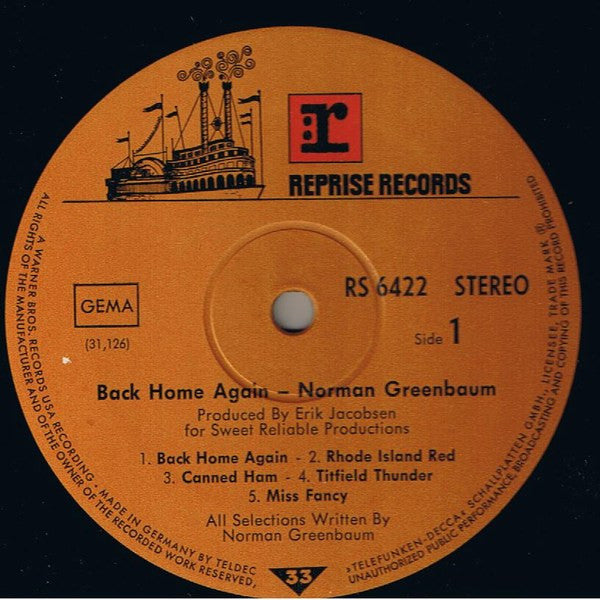 r:
REPRISE RECORDS
GEMA
(31,126)
RS 6422 STEREO
Side 1
Back Home Again – Norman Greenbaum
Produced By Erik Jacobsen
for Sweet Reliable Productions
1. Back Home Again - 2. Rhode Island Red
3. Canned Ham - 4. Titfield Thunder
5. Miss Fancy
All Selections Written By
Norman Greenbaum
33
A WARNER BROS. RECORDS USA RECORDING - MADE IN GERMANY BY TELDEC
»TELEFUNKEN-DECCA« SCHALLPLATTEN GMBH, LICENSEE, TRADE MARK ®
ALL RIGHTS OF THE MANUFACTURER AND OF THE OWNER OF THE RECORDED WORK RESERVED,
UNAUTHORIZED PUBLIC PERFORMANCE, BROADCASTING AND COPYING OF THIS RECORD PROHIBITED